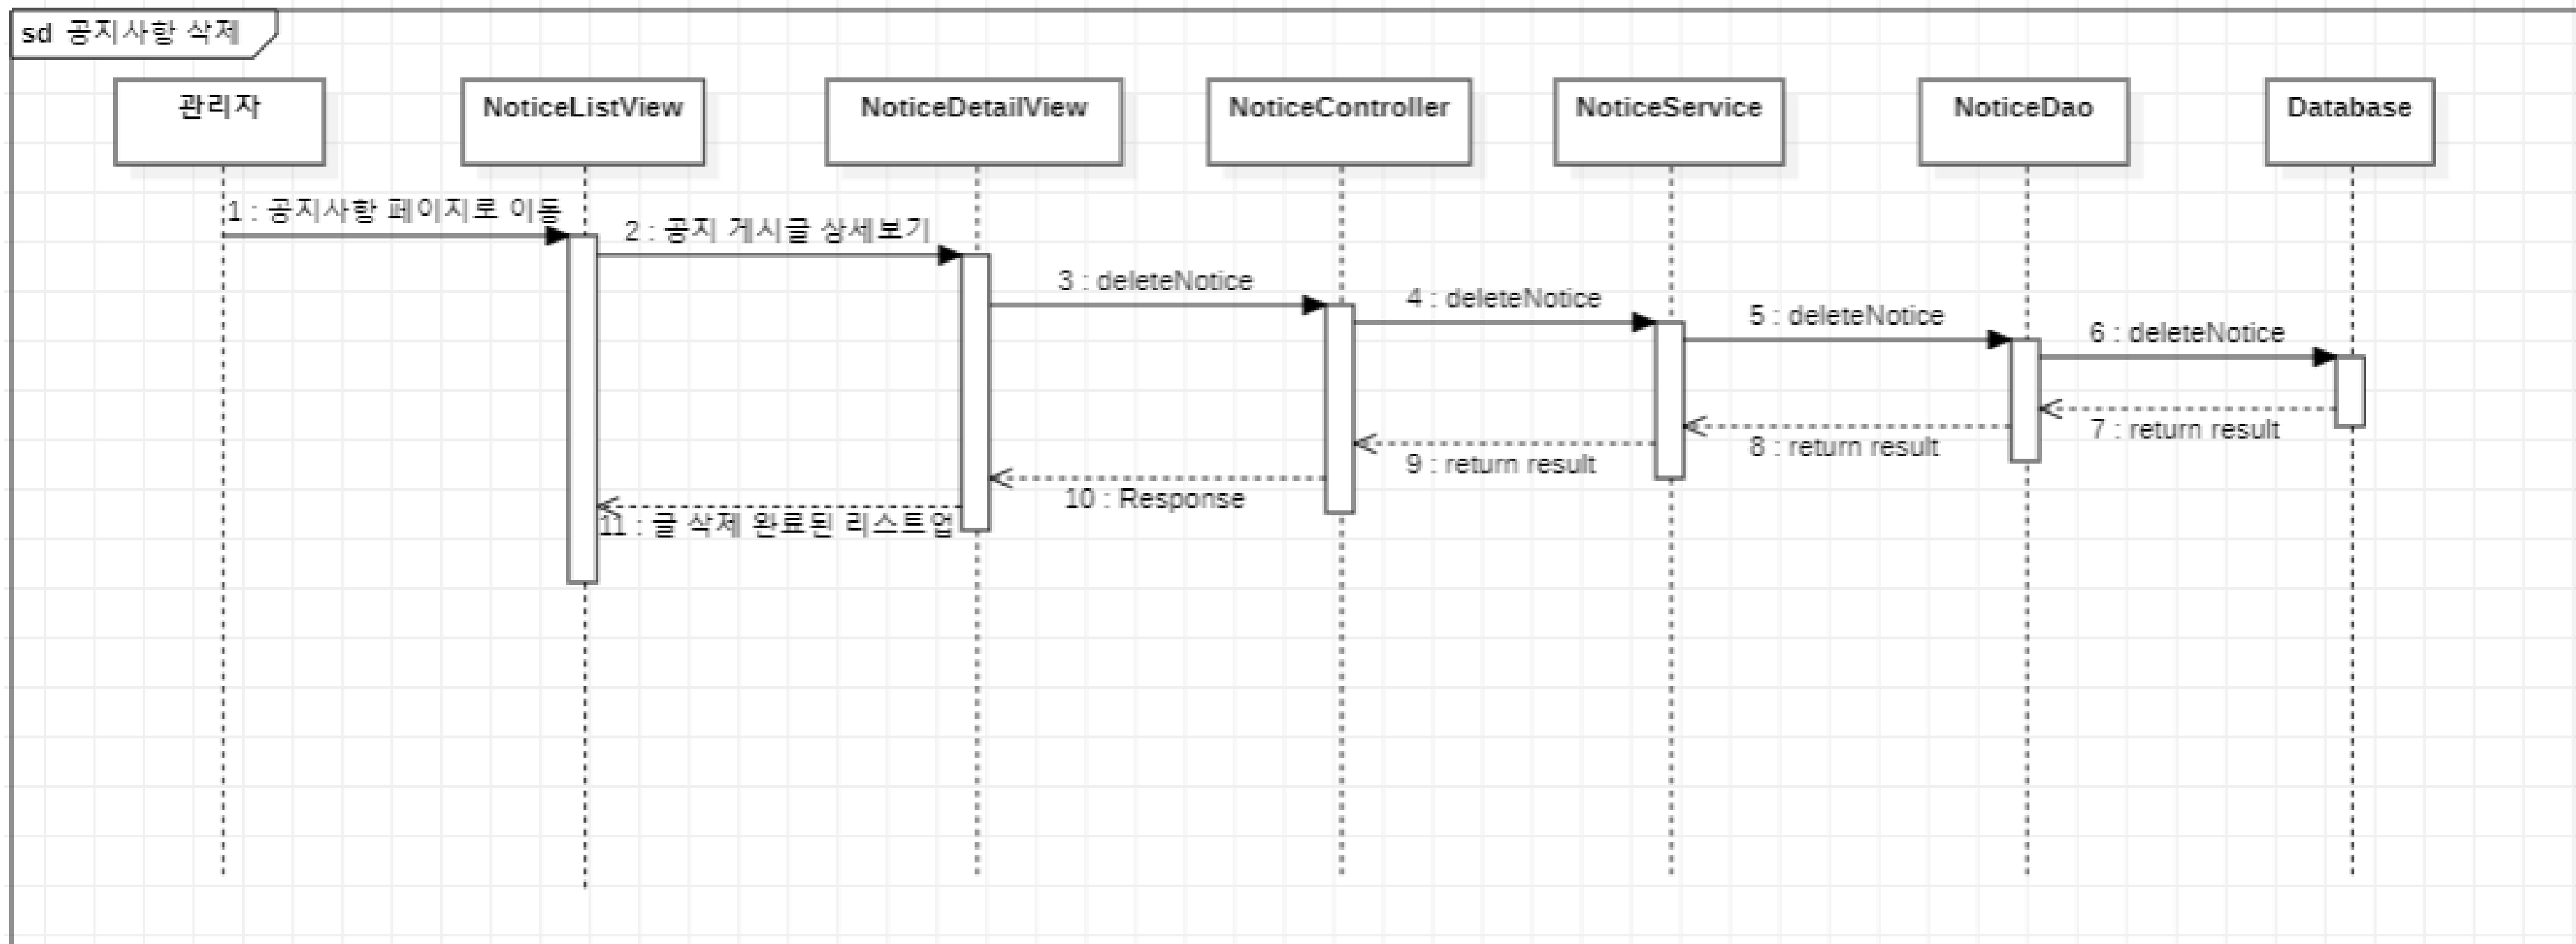 sd 공지사항 삭제
관리자
NoticeListView
NoticeDetailView
NoticeController
NoticeService
NoticeDao
Database
1 : 공지사항 페이지로 이동
2 : 공지 게시글 상세보기
3 : deleteNotice
4 : deleteNotice
5 : deleteNotice
6 : deleteNotice
7 : return result
8 : return result
9 : return result
10 : Response
11 : 글 삭제 완료된 리스트업